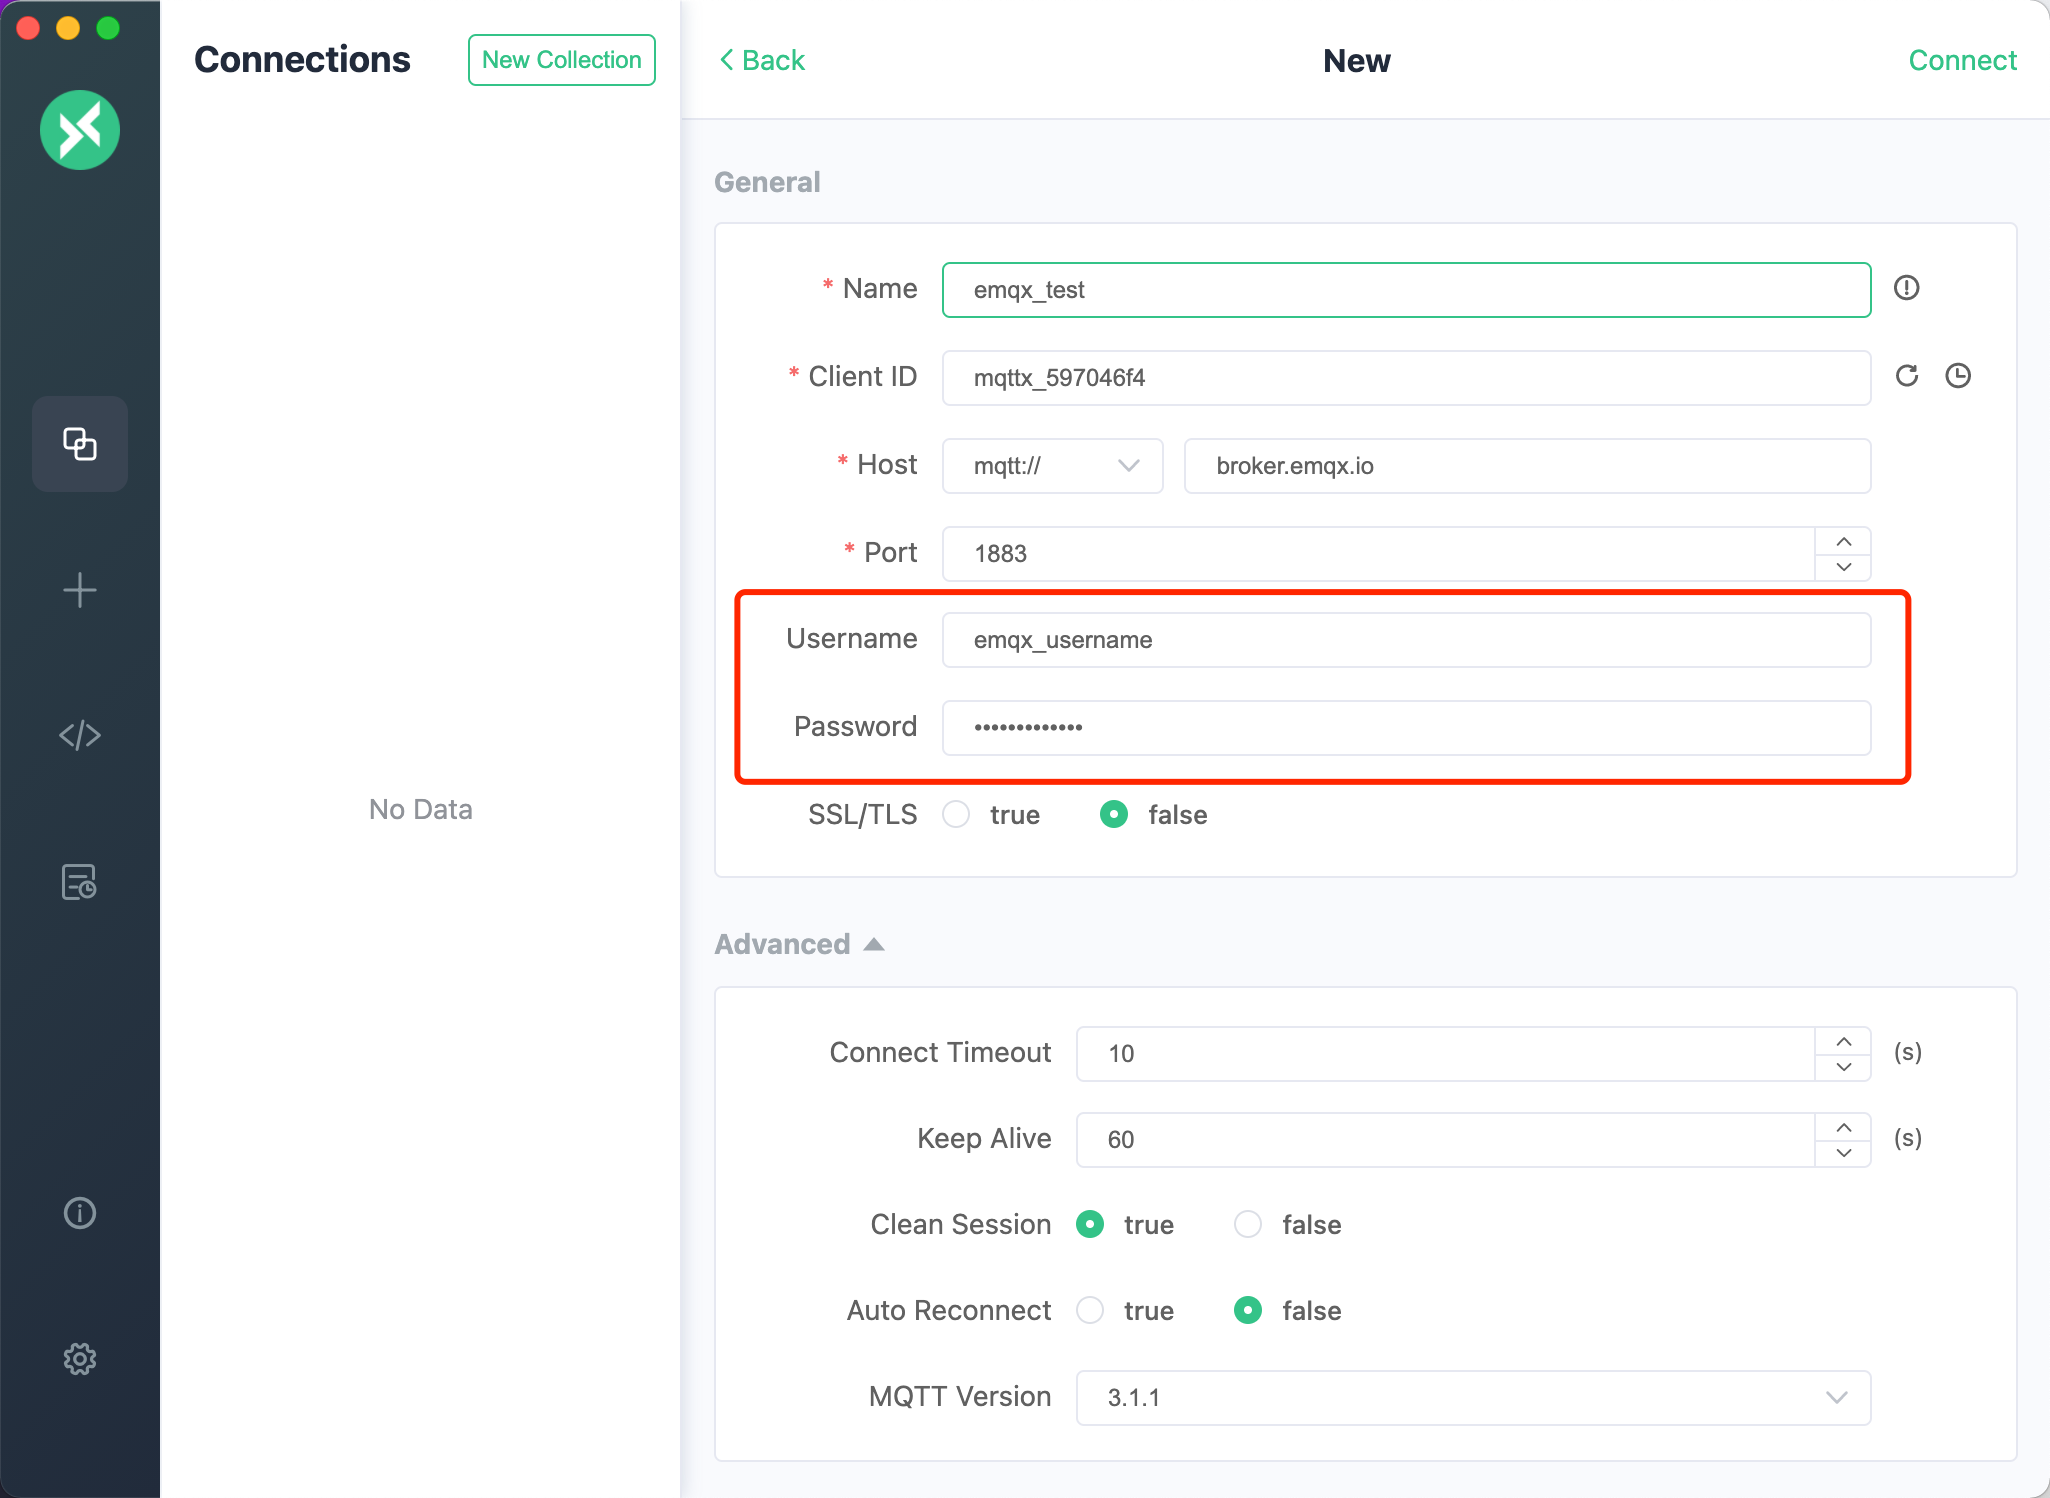 Connections
New Collection
Back
New
Connect
General
* Name
emqx_test
* Client ID
mqttx_597046f4
* Host
mqtt://
broker.emqx.io
* Port
1883
Username
emqx_username
Password
•••••••••••••
SSL/TLS
true
false
No Data
Advanced
Connect Timeout
10
(s)
Keep Alive
60
(s)
Clean Session
true
false
Auto Reconnect
true
false
MQTT Version
3.1.1